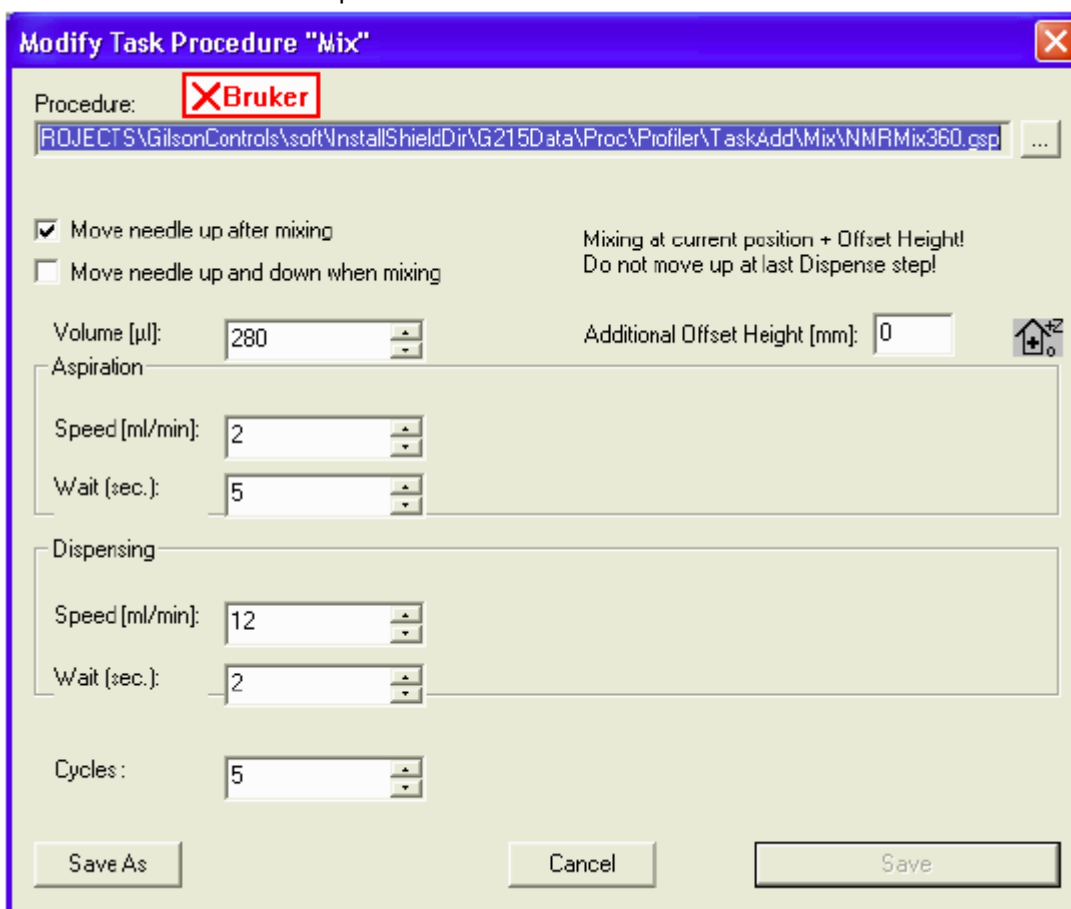 Modify Task Procedure "Mix"
Procedure:
XBruker
ROJECTS\GilsonControls\soft\InstallShieldDir\G215Data\Proc\Profiler\TaskAdd\Mix\NMRMix360.gsp
...
Move needle up after mixing
Move needle up and down when mixing
Mixing at current position + Offset Height!
Do not move up at last Dispense step!
Volume [µl]: 280
Additional Offset Height [mm]: 0
+Z
0
Aspiration
Speed [ml/min]: 2
Wait (sec.): 5
Dispensing
Speed [ml/min]: 12
Wait (sec.): 2
Cycles : 5
Save As
Cancel
Save